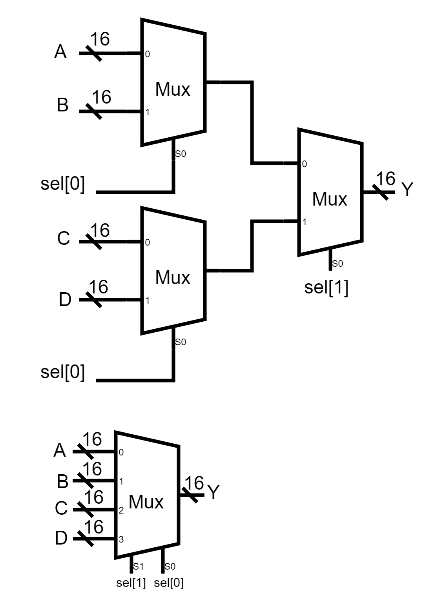 A 16 0
B 16 1
Mux
S0
sel[0]
C 16 0
D 16 1
Mux
S0
sel[0]
0
1
Mux
16 Y
S0
sel[1]
A 16 0
B 16 1
C 16 2
D 16 3
Mux
16 Y
S1 S0
sel[1] sel[0]